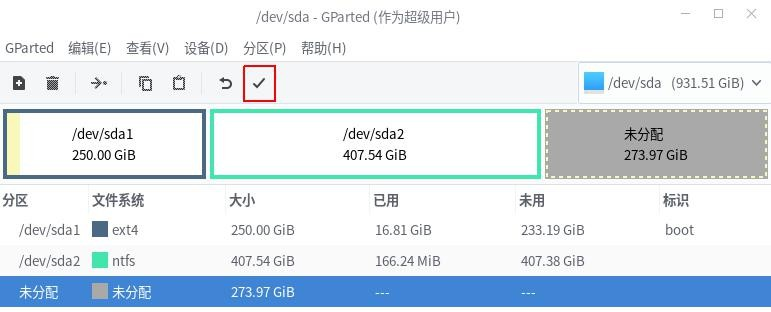 /dev/sda - GParted (作为超级用户)
GParted 编辑(E) 查看(V) 设备(D) 分区(P) 帮助(H)
/dev/sda (931.51 GiB)
/dev/sda1 /dev/sda2 未分配
250.00 GiB 407.54 GiB 273.97 GiB
分区 文件系统 大小 已用 未用 标识
/dev/sda1 ext4 250.00 GiB 16.81 GiB 233.19 GiB boot
/dev/sda2 ntfs 407.54 GiB 166.24 MiB 407.38 GiB
未分配 未分配 273.97 GiB --- ---